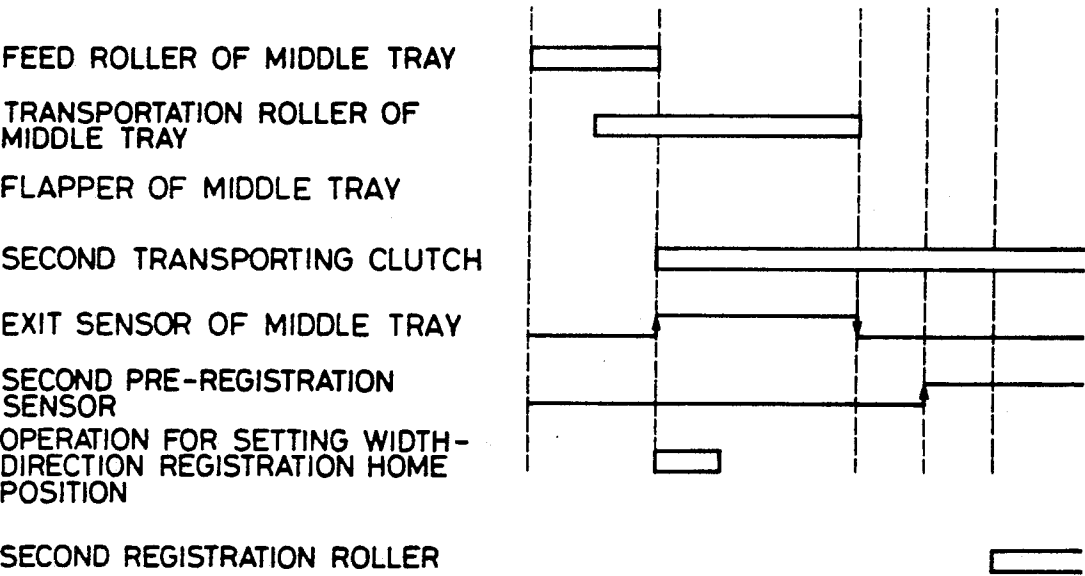 FEED ROLLER OF MIDDLE TRAY
TRANSPORTATION ROLLER OF
MIDDLE TRAY
FLAPPER OF MIDDLE TRAY
SECOND TRANSPORTING CLUTCH
EXIT SENSOR OF MIDDLE TRAY
SECOND PRE-REGISTRATION
SENSOR
OPERATION FOR SETTING WIDTH-
DIRECTION REGISTRATION HOME
POSITION
SECOND REGISTRATION ROLLER